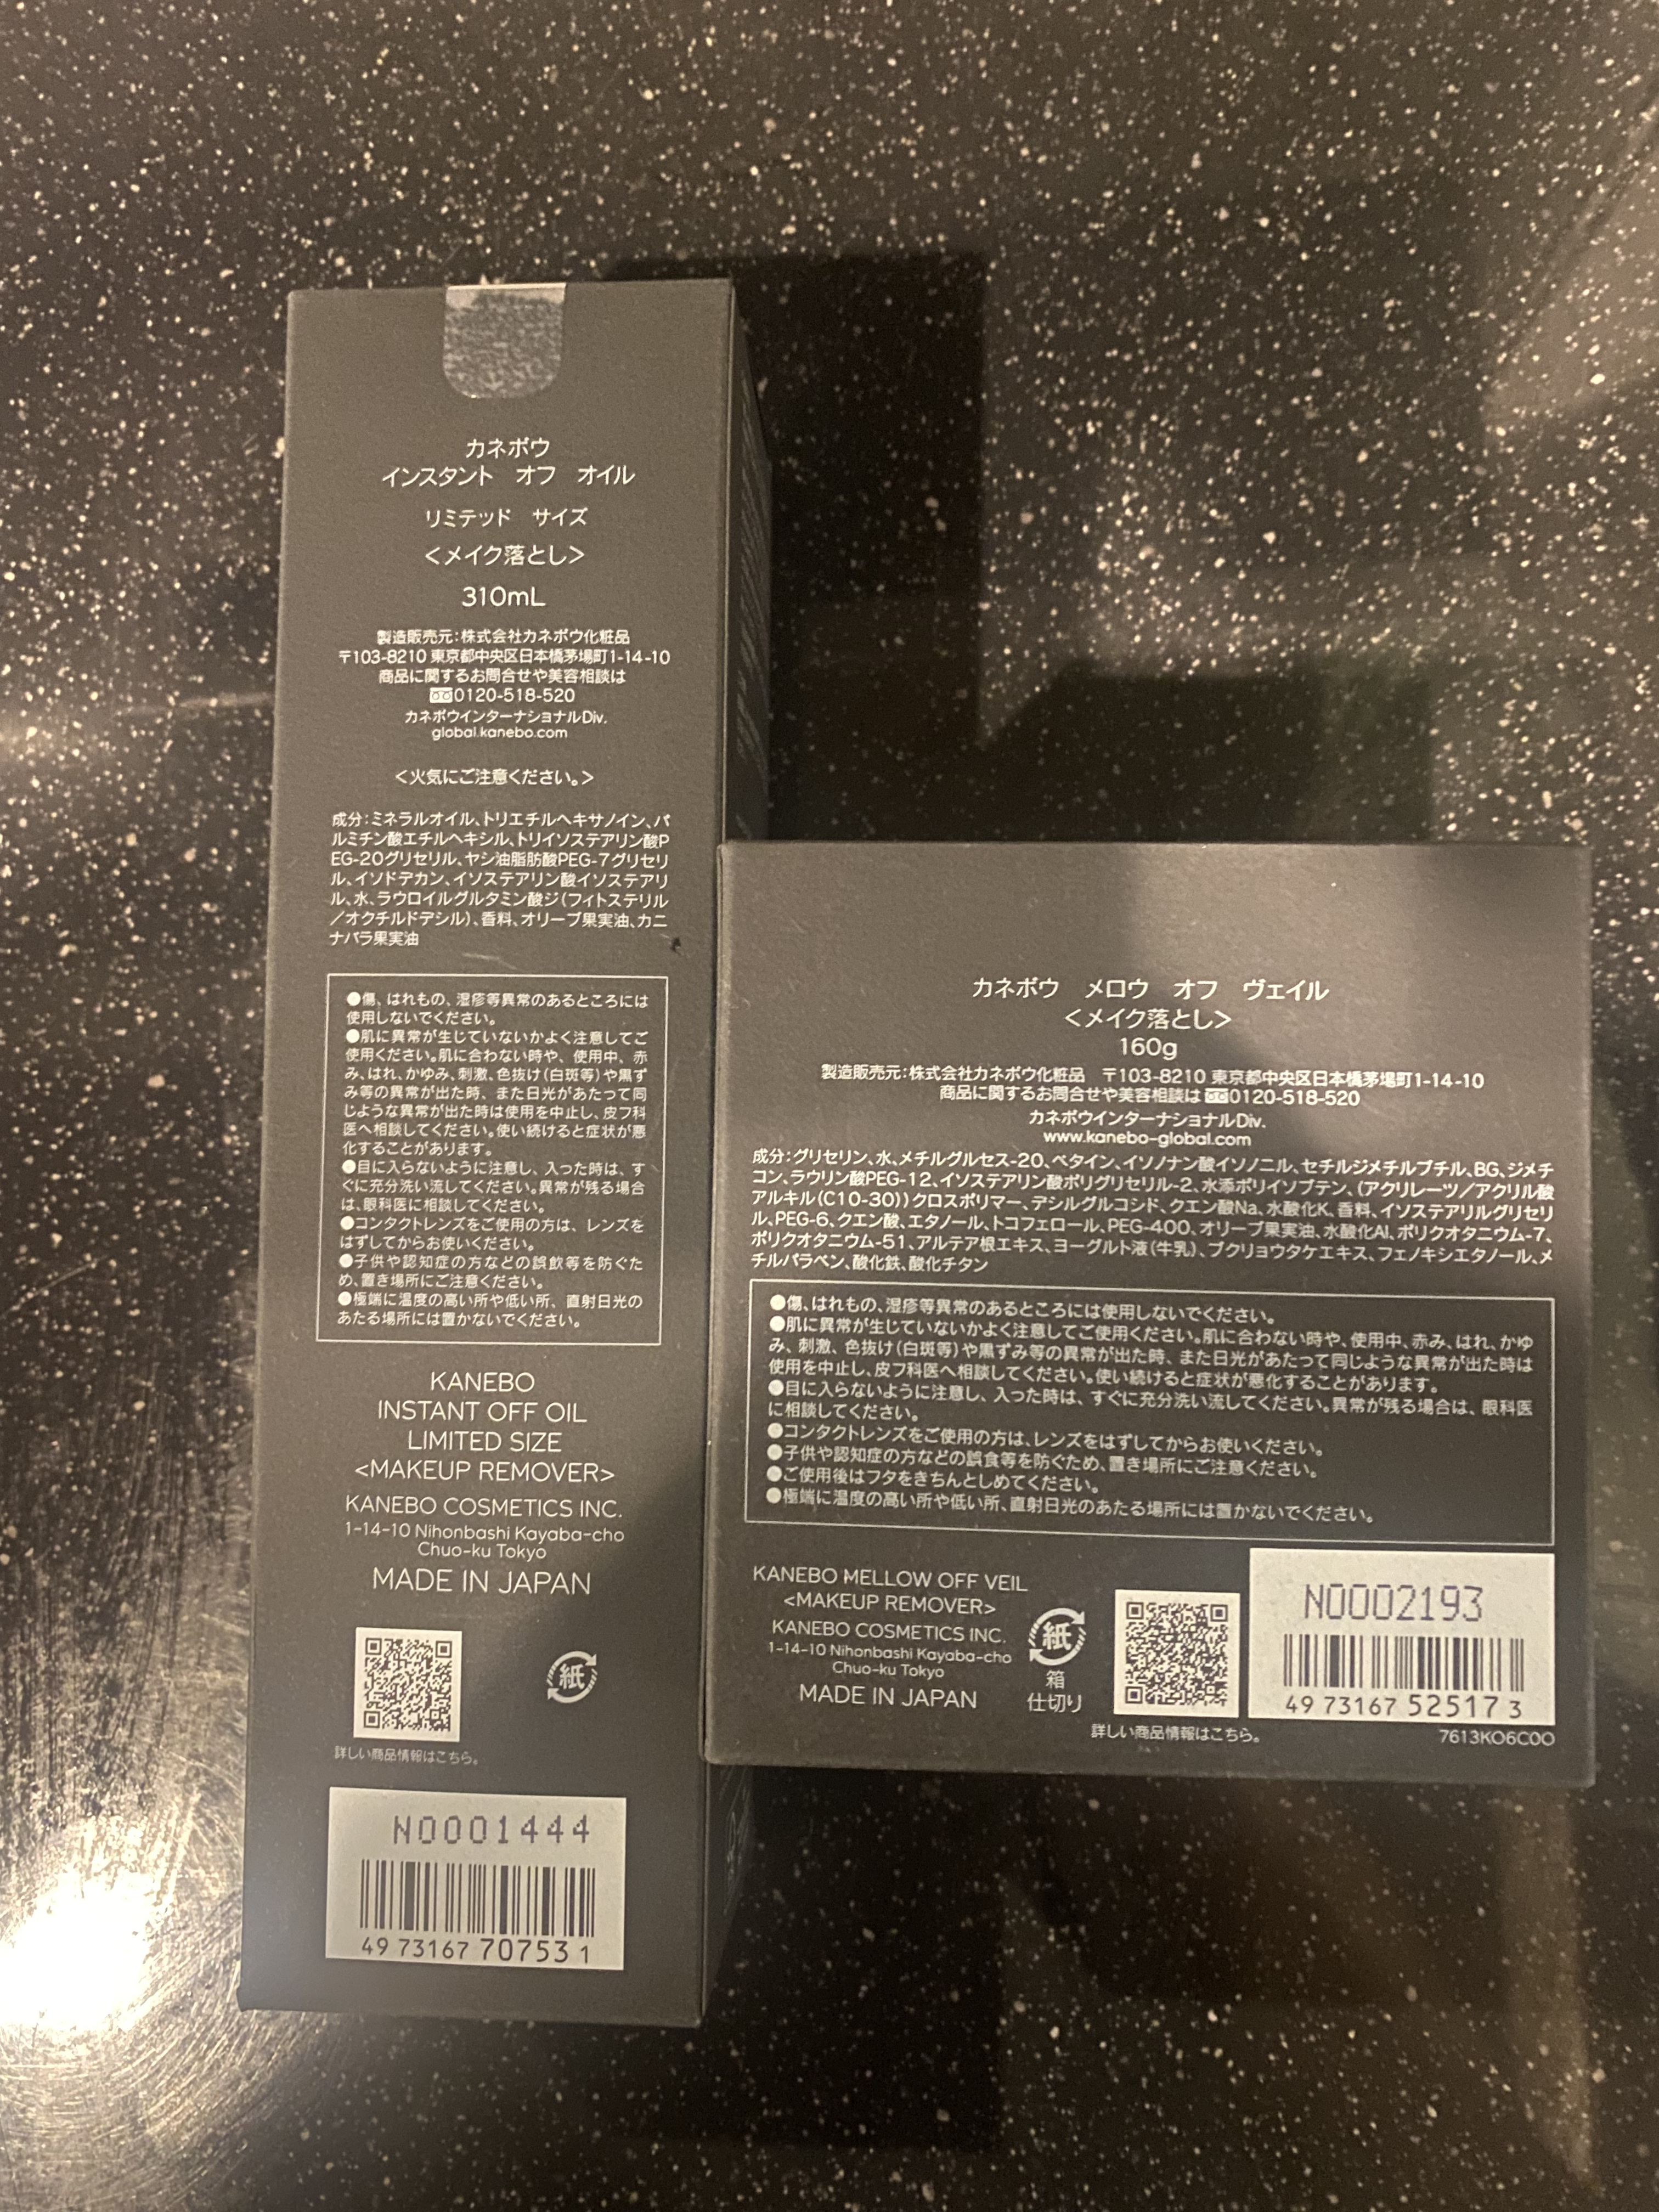 カネボウ
インスタント オフ オイル
リミテッド サイズ
<メイク落とし>
310mL
製造販売元:株式会社カネボウ化粧品
〒103-8210 東京都中央区日本橋茅場町1-14-10
商品に関するお問合せや美容相談は
0120-518-520
カネボウインターナショナルDiv.
global.kanebo.com
<火気にご注意ください。>
成分:ミネラルオイル、トリエチルヘキサノイン、パ
ルミチン酸エチルヘキシル、トリイソステアリン酸P
EG-20グリセリル、ヤシ油脂肪酸PEG-7グリセリ
ル、イソドデカン、イソステアリン酸イソステアリ
ル、水、ラウロイルグルタミン酸ジ(フィトステリル
/オクチルドデシル)、香料、オリーブ果実油、カニ
ナバラ果実油
●傷、はれもの、湿疹等異常のあるところには
使用しないでください。
●肌に異常が生じていないかよく注意してご
使用ください。肌に合わない時や、使用中、赤
み、はれ、かゆみ、刺激、色抜け(白斑等)や黒ず
み等の異常が出た時、また日光があたって同
じような異常が出た時は使用を中止し、皮フ科
医へ相談してください。使い続けると症状が悪
化することがあります。
●目に入らないように注意し、入った時は、す
ぐに充分洗い流してください。異常が残る場合
は、眼科医に相談してください。
●コンタクトレンズをご使用の方は、レンズを
はずしてからお使いください。
●子供や認知症の方などの誤飲等を防ぐた
め、置き場所にご注意ください。
●極端に温度の高い所や低い所、直射日光の
あたる場所には置かないでください。
KANEBO
INSTANT OFF OIL
LIMITED SIZE
<MAKEUP REMOVER>
KANEBO COSMETICS INC.
1-14-10 Nihonbashi Kayaba-cho
Chuo-ku Tokyo
MADE IN JAPAN
紙
詳しい商品情報はこちら。
N0001444
49 73167 70753 1
カネボウ メロウ オフ ヴェイル
<メイク落とし>
160g
製造販売元:株式会社カネボウ化粧品 〒103-8210 東京都中央区日本橋茅場町1-14-10
商品に関するお問合せや美容相談は 0120-518-520
カネボウインターナショナルDiv.
www.kanebo-global.com
成分:グリセリン、水、メチルグルセス-20、ベタイン、イソノナン酸イソノニル、セチルジメチルブチル、BG、ジメチ
コン、ラウリン酸PEG-12、イソステアリン酸ポリグリセリル-2、水添ポリイソブテン、(アクリレーツ/アクリル酸
アルキル(C10-30))クロスポリマー、デシルグルコシド、クエン酸Na、水酸化K、香料、イソステアリルグリセリ
ル、PEG-6、クエン酸、エタノール、トコフェロール、PEG-400、オリーブ果実油、水酸化Al、ポリクオタニウム-7、
ポリクオタニウム-51、アルテア根エキス、ヨーグルト液(牛乳)、ブクリョウタケエキス、フェノキシエタノール、メ
チルパラベン、酸化鉄、酸化チタン
●傷、はれもの、湿疹等異常のあるところには使用しないでください。
●肌に異常が生じていないかよく注意してご使用ください。肌に合わない時や、使用中、赤み、はれ、かゆ
み、刺激、色抜け(白斑等)や黒ずみ等の異常が出た時、また日光があたって同じような異常が出た時は
使用を中止し、皮フ科医へ相談してください。使い続けると症状が悪化することがあります。
●目に入らないように注意し、入った時は、すぐに充分洗い流してください。異常が残る場合は、眼科医
に相談してください。
●コンタクトレンズをご使用の方は、レンズをはずしてからお使いください。
●子供や認知症の方などの誤食等を防ぐため、置き場所にご注意ください。
●ご使用後はフタをきちんとしめてください。
●極端に温度の高い所や低い所、直射日光のあたる場所には置かないでください。
KANEBO MELLOW OFF VEIL
<MAKEUP REMOVER>
KANEBO COSMETICS INC.
1-14-10 Nihonbashi Kayaba-cho
Chuo-ku Tokyo
MADE IN JAPAN
紙
箱
仕切り
詳しい商品情報はこちら。
N0002193
49 73167 52517 3
7613KO6C00